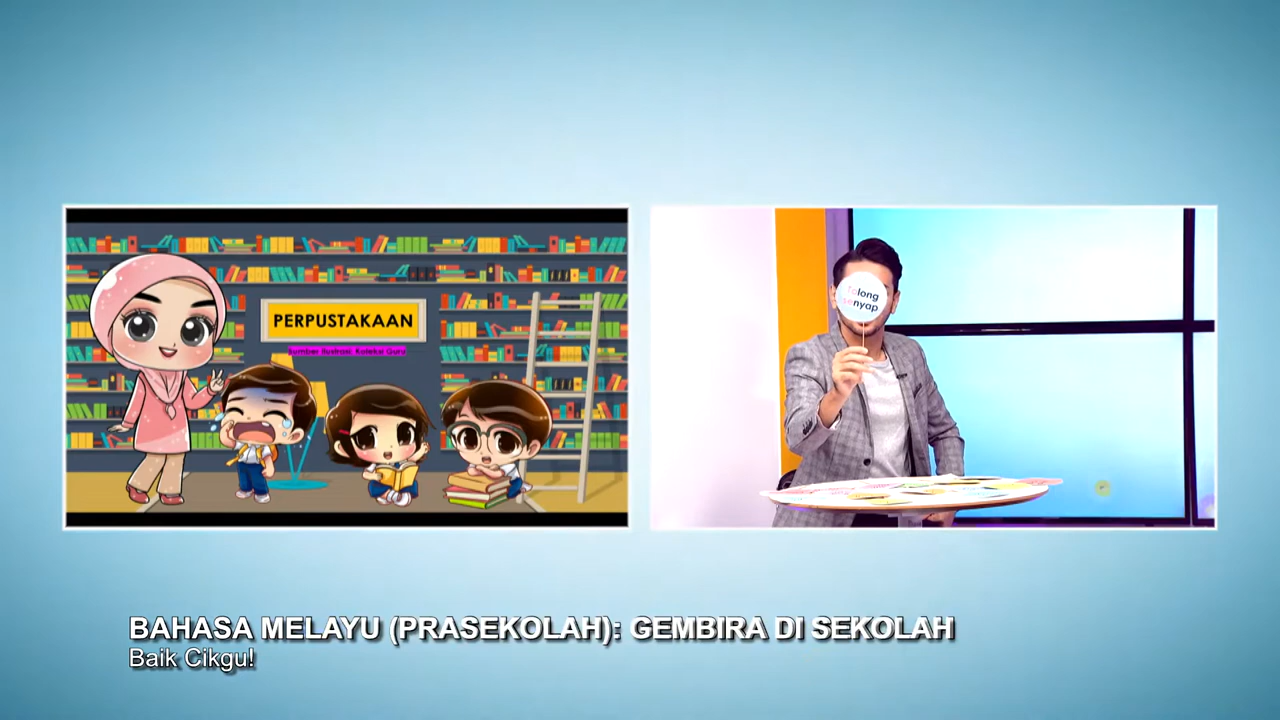 PERPUSTAKAAN
Sumber Ilustrasi: Koleksi Guru
Tolong
senyap
BAHASA MELAYU (PRASEKOLAH): GEMBIRA DI SEKOLAH
Baik Cikgu!